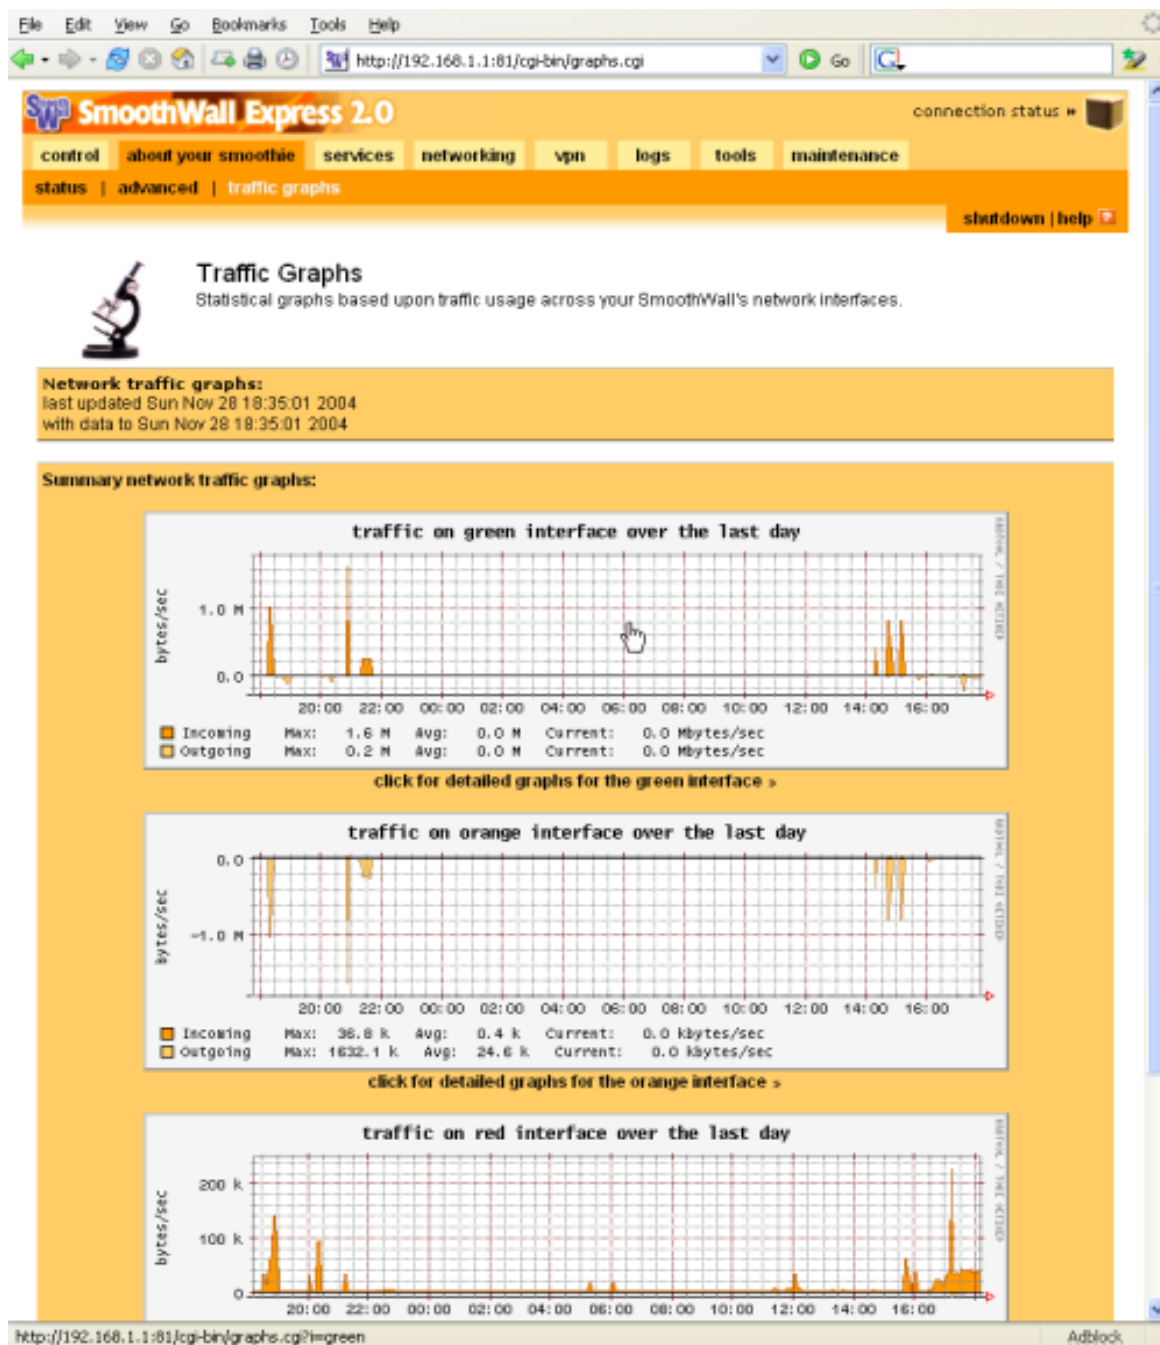 File Edit View Go Bookmarks Tools Help
http://192.168.1.1:81/cgi-bin/graphs.cgi Go
SmoothWall Express 2.0
connection status »
control about your smoothie services networking vpn logs tools maintenance
status | advanced | traffic graphs
shutdown | help
Traffic Graphs
Statistical graphs based upon traffic usage across your SmoothWall's network interfaces.
Network traffic graphs:
last updated Sun Nov 28 18:35:01 2004
with data to Sun Nov 28 18:35:01 2004
Summary network traffic graphs:
traffic on green interface over the last day
bytes/sec
1.0 M
0.0
20:00 22:00 00:00 02:00 04:00 06:00 08:00 10:00 12:00 14:00 16:00
Incoming Max: 1.6 M Avg: 0.0 M Current: 0.0 Mbytes/sec
Outgoing Max: 0.2 M Avg: 0.0 M Current: 0.0 Mbytes/sec
click for detailed graphs for the green interface »
traffic on orange interface over the last day
bytes/sec
0.0
-1.0 M
20:00 22:00 00:00 02:00 04:00 06:00 08:00 10:00 12:00 14:00 16:00
Incoming Max: 36.8 k Avg: 0.4 k Current: 0.0 kbytes/sec
Outgoing Max: 1632.1 k Avg: 24.6 k Current: 0.0 kbytes/sec
click for detailed graphs for the orange interface »
traffic on red interface over the last day
bytes/sec
200 k
100 k
0
20:00 22:00 00:00 02:00 04:00 06:00 08:00 10:00 12:00 14:00 16:00
http://192.168.1.1:81/cgi-bin/graphs.cgi?i=green
Adblock